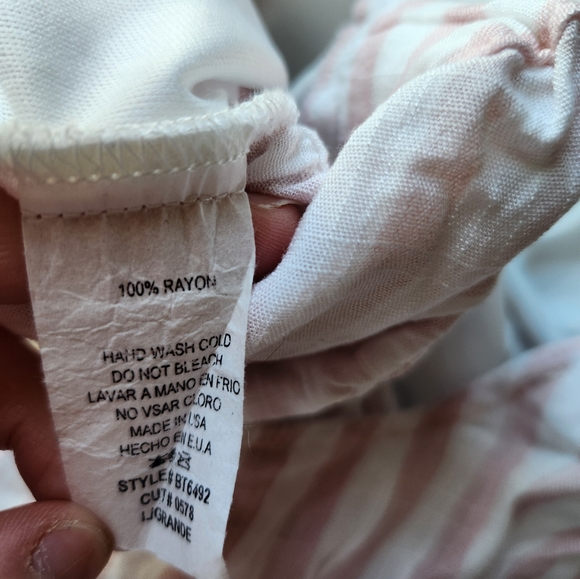 100% RAYON
HAND WASH COLD
DO NOT BLEACH
LAVAR A MANO EN FRIO
NO VSAR CLORO
MADE IN USA
HECHO EN E.U.A
STYLE# BT6492
CUT# 0578
L/GRANDE